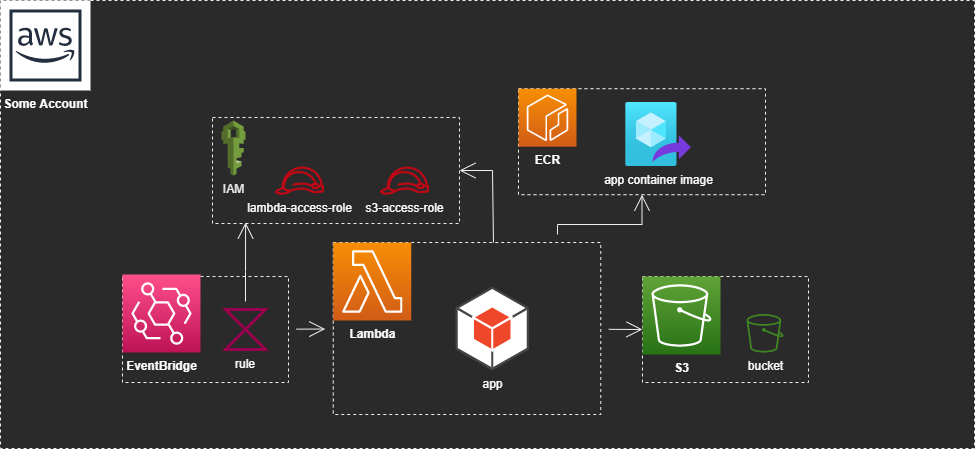 aws
Some Account
IAM
lambda-access-role
s3-access-role
ECR
app container image
EventBridge
rule
Lambda
app
S3
bucket